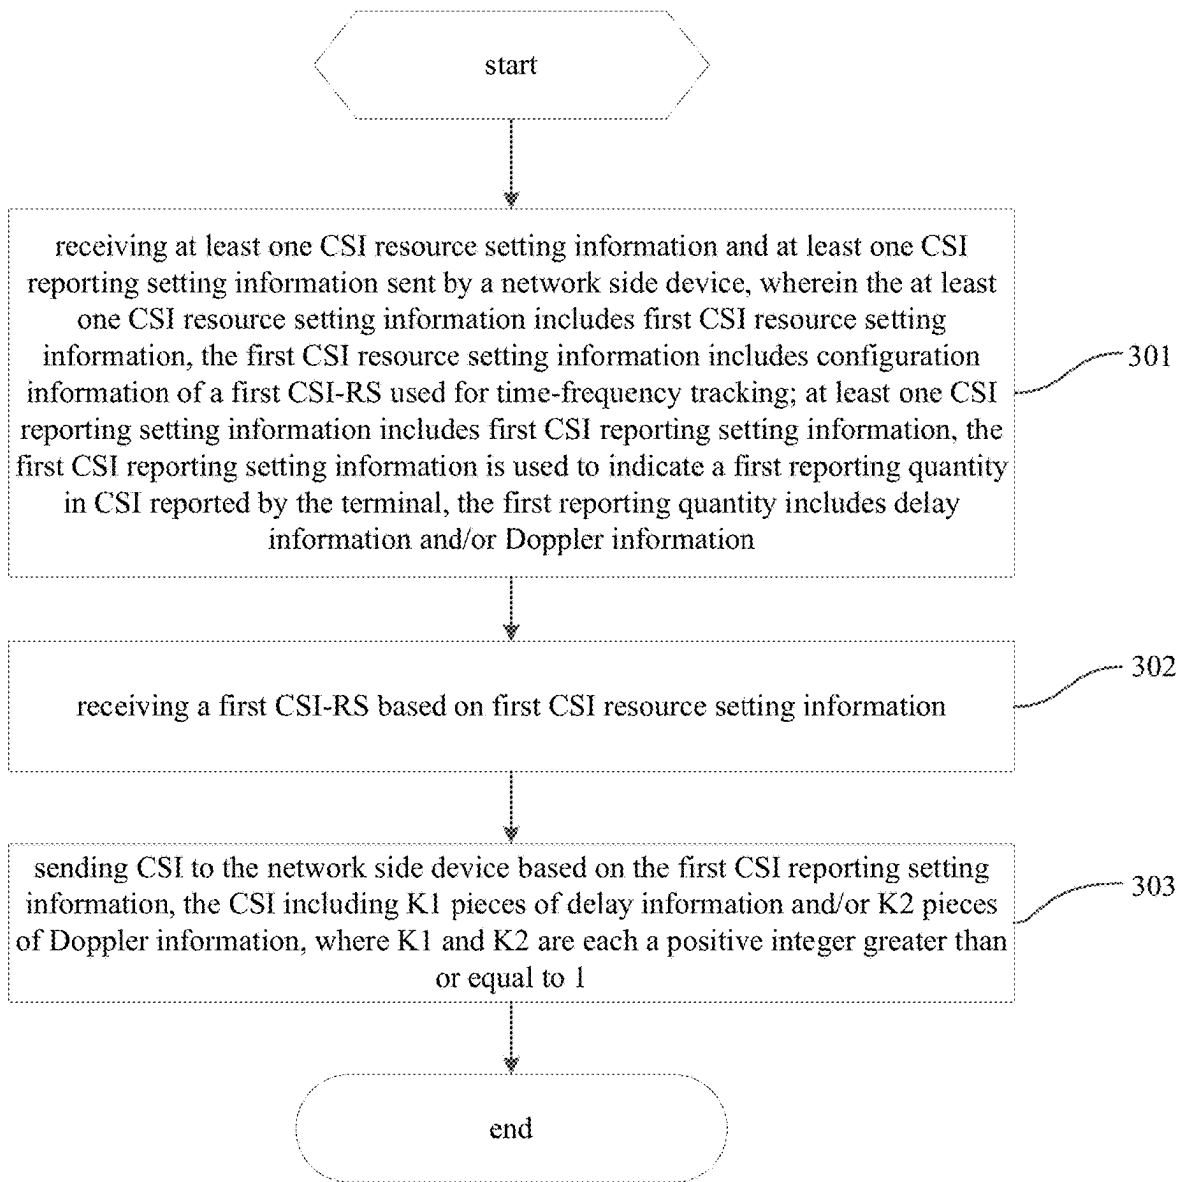 start
receiving at least one CSI resource setting information and at least one CSI
reporting setting information sent by a network side device, wherein the at least
one CSI resource setting information includes first CSI resource setting
information, the first CSI resource setting information includes configuration
information of a first CSI-RS used for time-frequency tracking; at least one CSI
reporting setting information includes first CSI reporting setting information, the
first CSI reporting setting information is used to indicate a first reporting quantity
in CSI reported by the terminal, the first reporting quantity includes delay
information and/or Doppler information
301
receiving a first CSI-RS based on first CSI resource setting information
302
sending CSI to the network side device based on the first CSI reporting setting
information, the CSI including K1 pieces of delay information and/or K2 pieces
of Doppler information, where K1 and K2 are each a positive integer greater than
or equal to 1
303
end